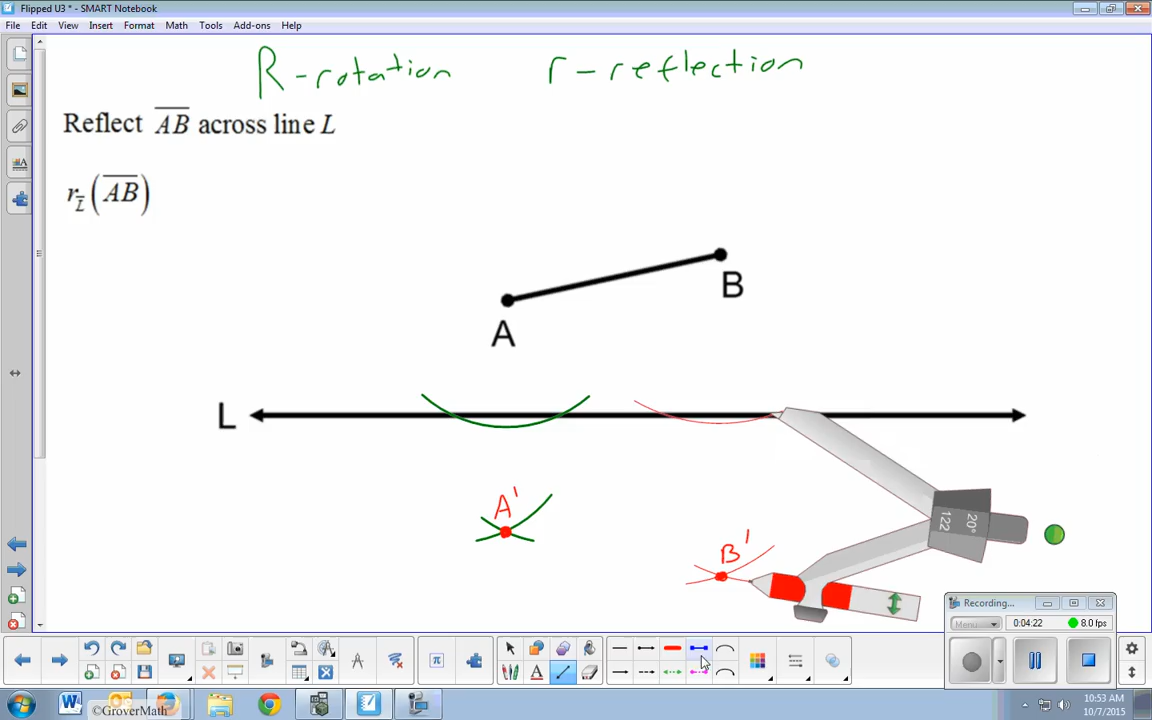 Flipped U3 * - SMART Notebook
File Edit View Insert Format Math Tools Add-ons Help
R - rotation r - reflection
Reflect AB across line L
r L (AB)
B
A
L
A'
B'
122 20°
Recording...
Menu 0:04:22 8.0 fps
A π
W
10:53 AM
©GroverMath 10/7/2015